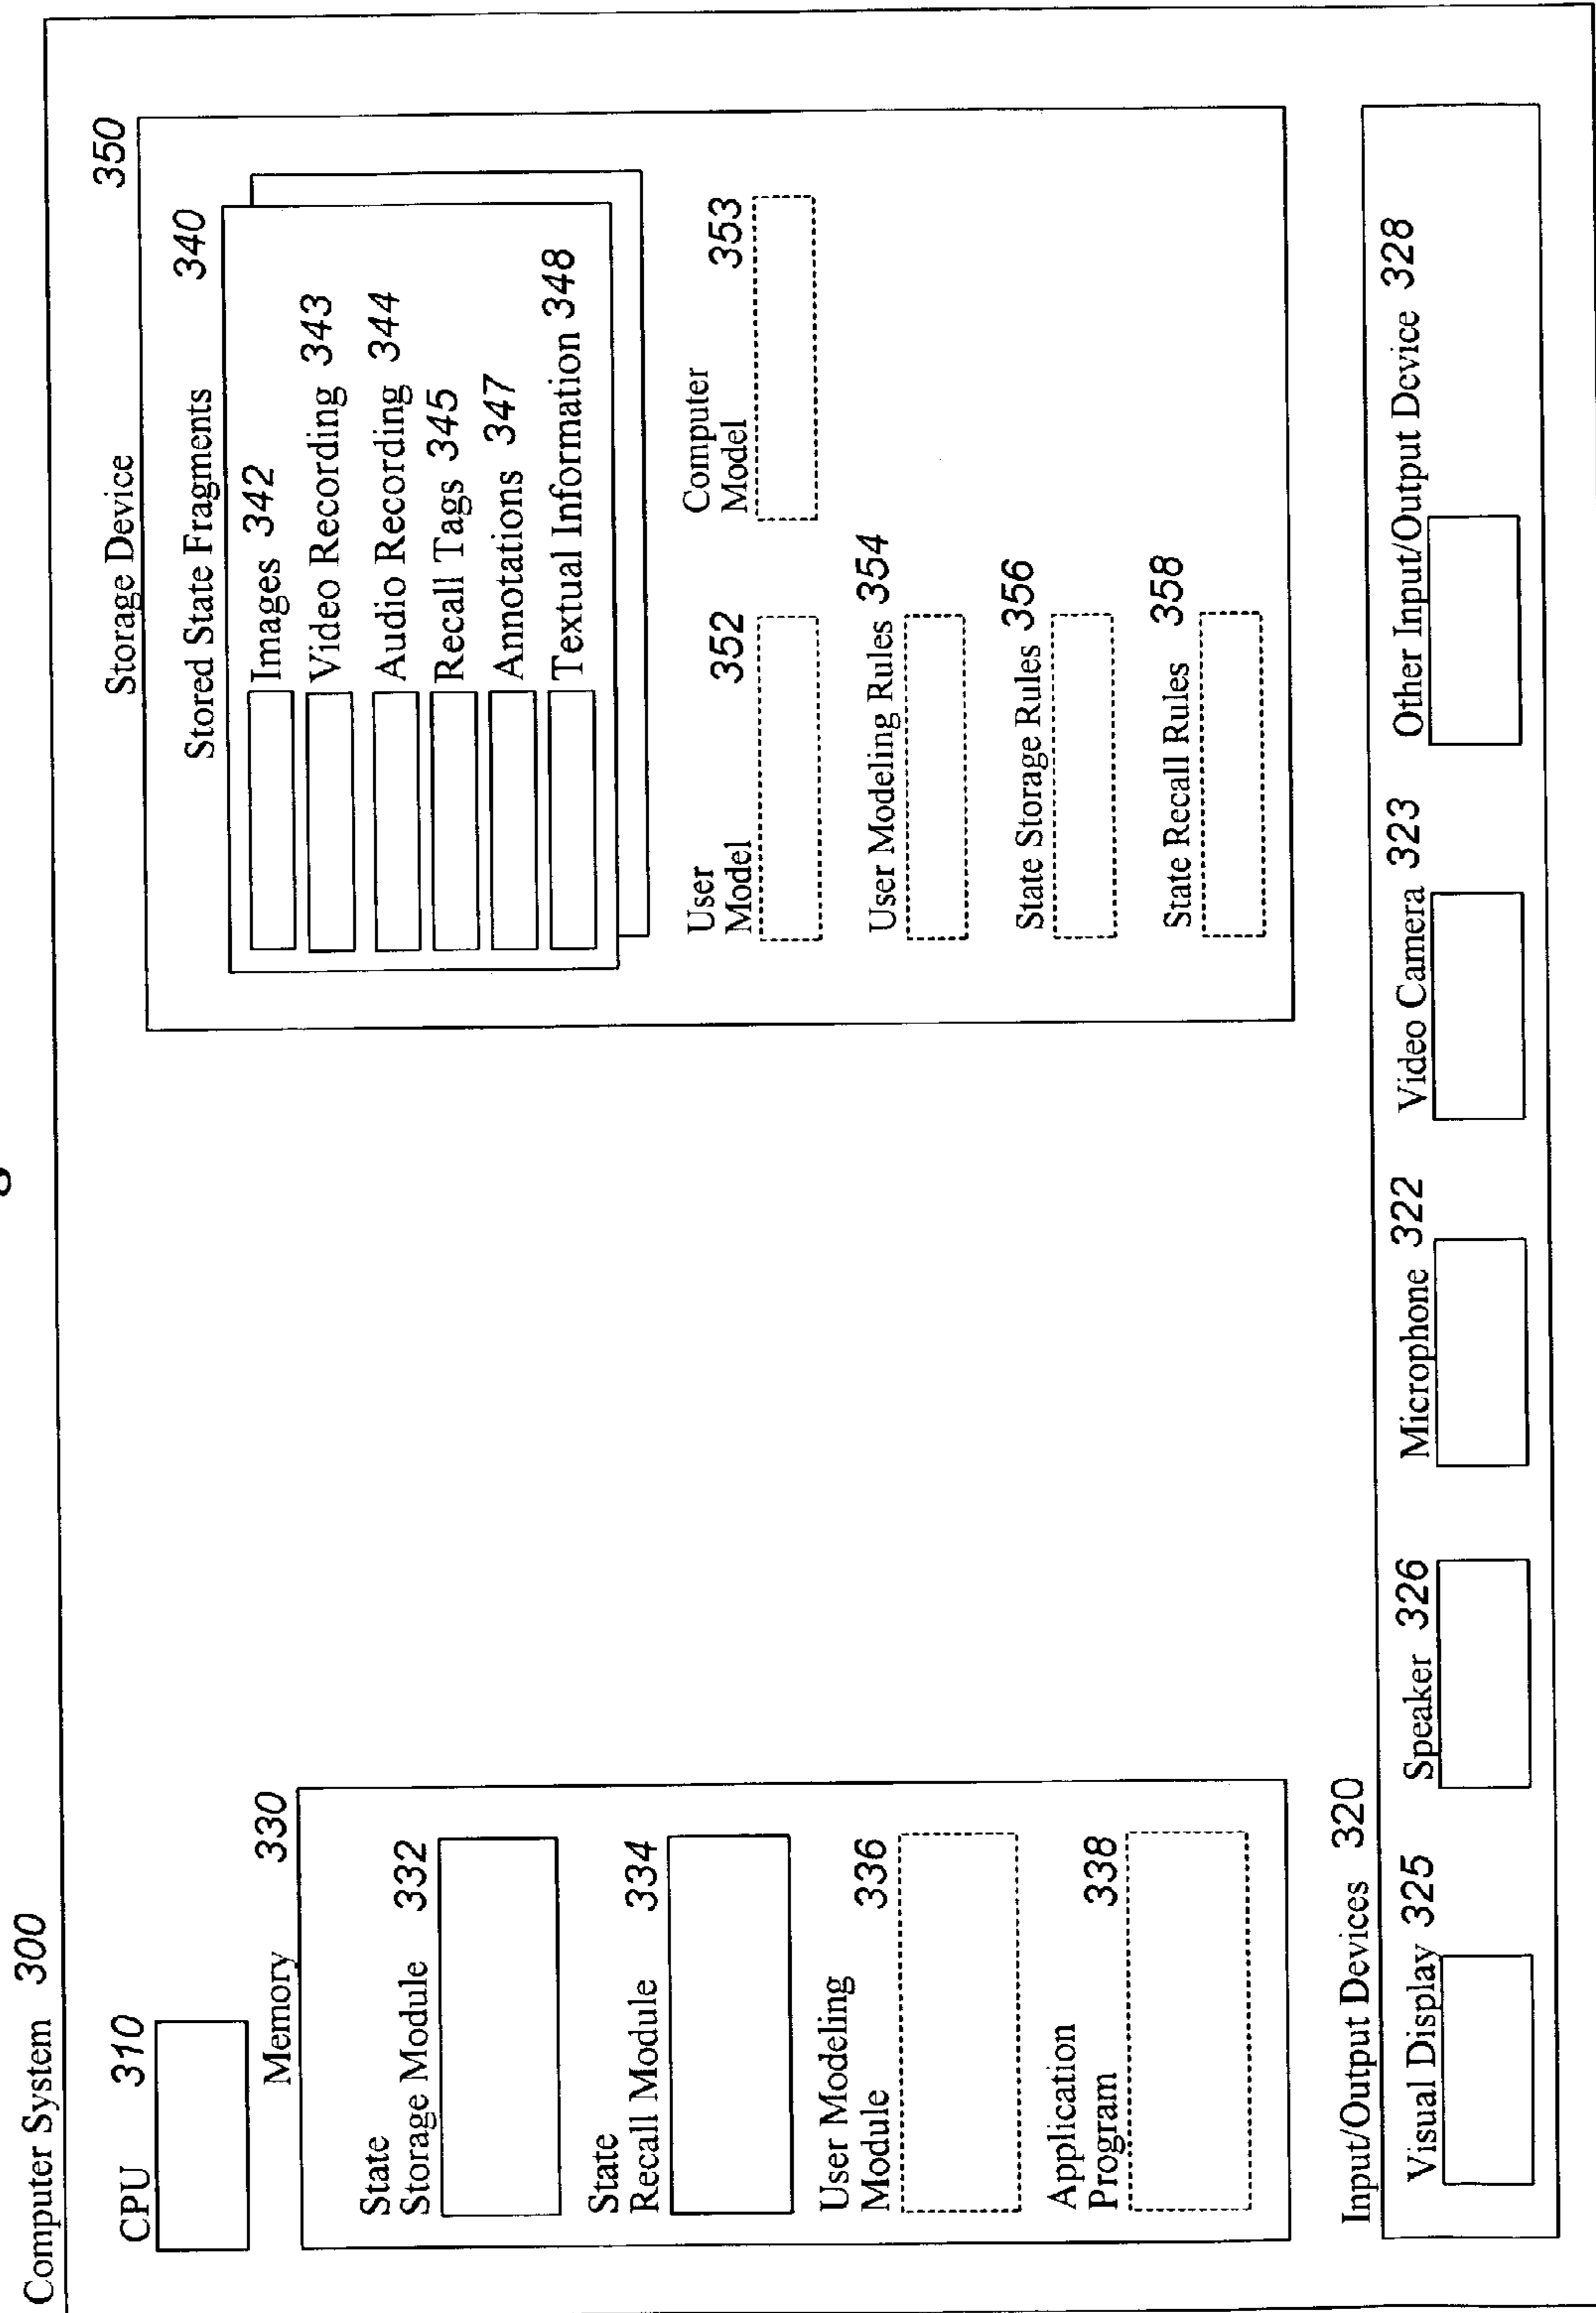 Computer System 300
CPU 310
Memory 330
State
Storage Module 332
State
Recall Module 334
User Modeling
Module 336
Application
Program 338
Storage Device 350
Stored State Fragments 340
Images 342
Video Recording 343
Audio Recording 344
Recall Tags 345
Annotations 347
Textual Information 348
User
Model 352
Computer
Model 353
User Modeling Rules 354
State Storage Rules 356
State Recall Rules 358
Input/Output Devices 320
Visual Display 325
Speaker 326
Microphone 322
Video Camera 323
Other Input/Output Device 328